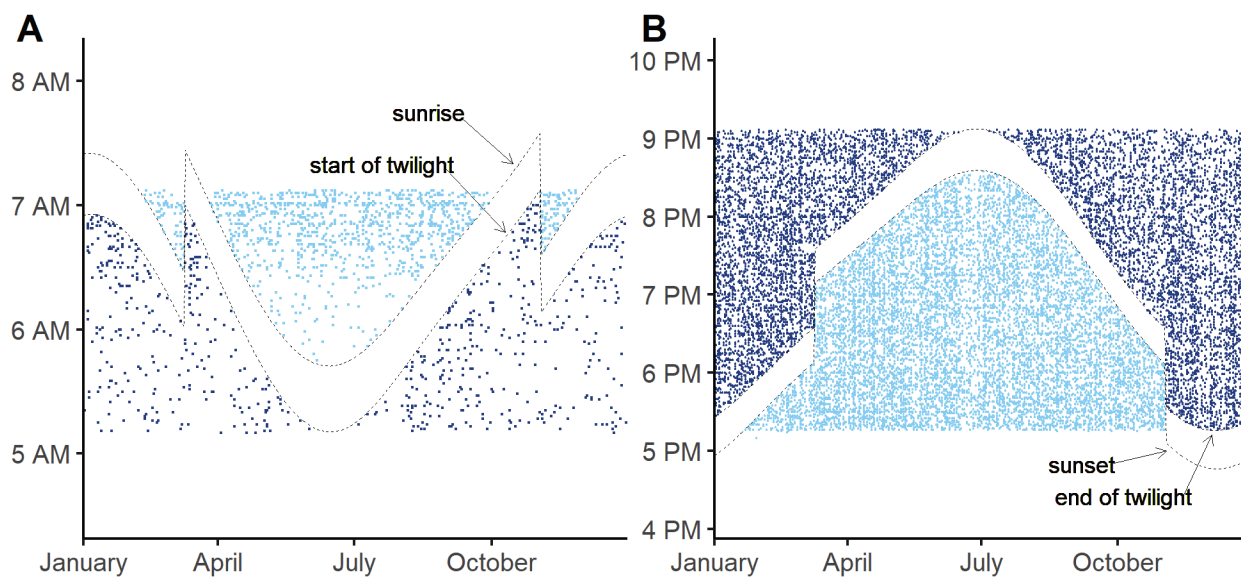 A
8 AM
7 AM
6 AM
5 AM
sunrise
start of twilight
January
April
July
October
B
10 PM
9 PM
8 PM
7 PM
6 PM
5 PM
4 PM
sunset
end of twilight
January
April
July
October